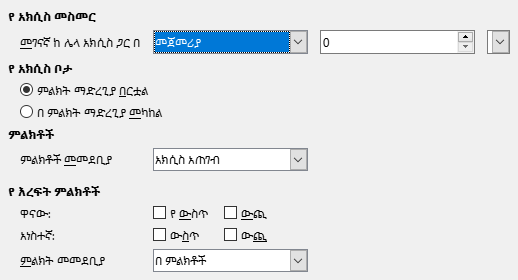 የ አክሲስ መስመር
መገናኛ ከ ሌላ አክሲስ ጋር በ መጀመሪያ 0
የ አክሲስ ቦታ
ምልክት ማድረጊያ በርቷል
በ ምልክት ማድረጊያ መካከል
ምልክቶች
ምልክቶች መመደቢያ አክሲስ አጠገብ
የ እረፍት ምልክቶች
ዋናው: የ ውስጥ ውጪ
አነስተኛ: ውስጥ ውጪ
ምልክት መመደቢያ በ ምልክቶች